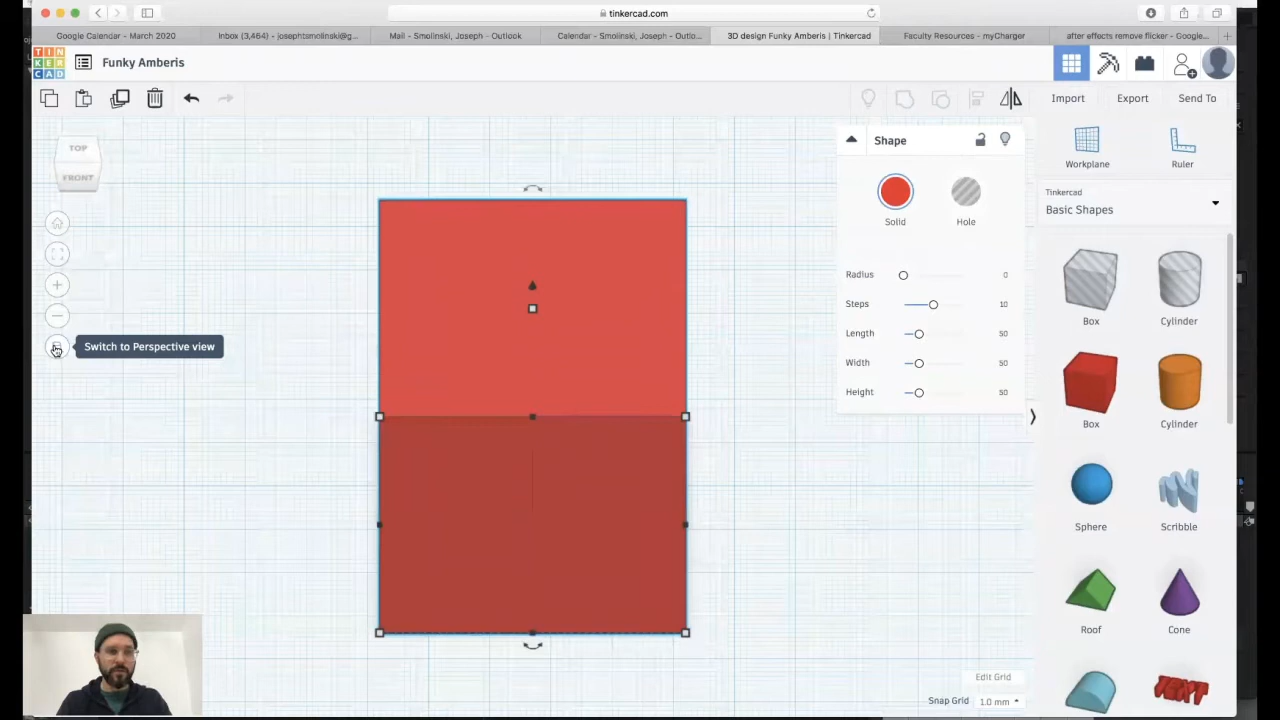 tinkercad.com
Google Calendar - March 2020
Inbox (3,464) - josephtsmolinski@g...
Mail - Smolinski, Joseph - Outlook
Calendar - Smolinski, Joseph - Outlo...
3D design Funky Amberis | Tinkercad
Faculty Resources - myCharger
after effects remove flicker - Google...
TIN
KER
CAD
Funky Amberis
Import
Export
Send To
TOP
FRONT
Switch to Perspective view
Shape
Solid
Hole
Radius 0
Steps 10
Length 50
Width 50
Height 50
Workplane
Ruler
Tinkercad
Basic Shapes
Box
Cylinder
Box
Cylinder
Sphere
Scribble
Roof
Cone
TEXT
Edit Grid
Snap Grid 1.0 mm